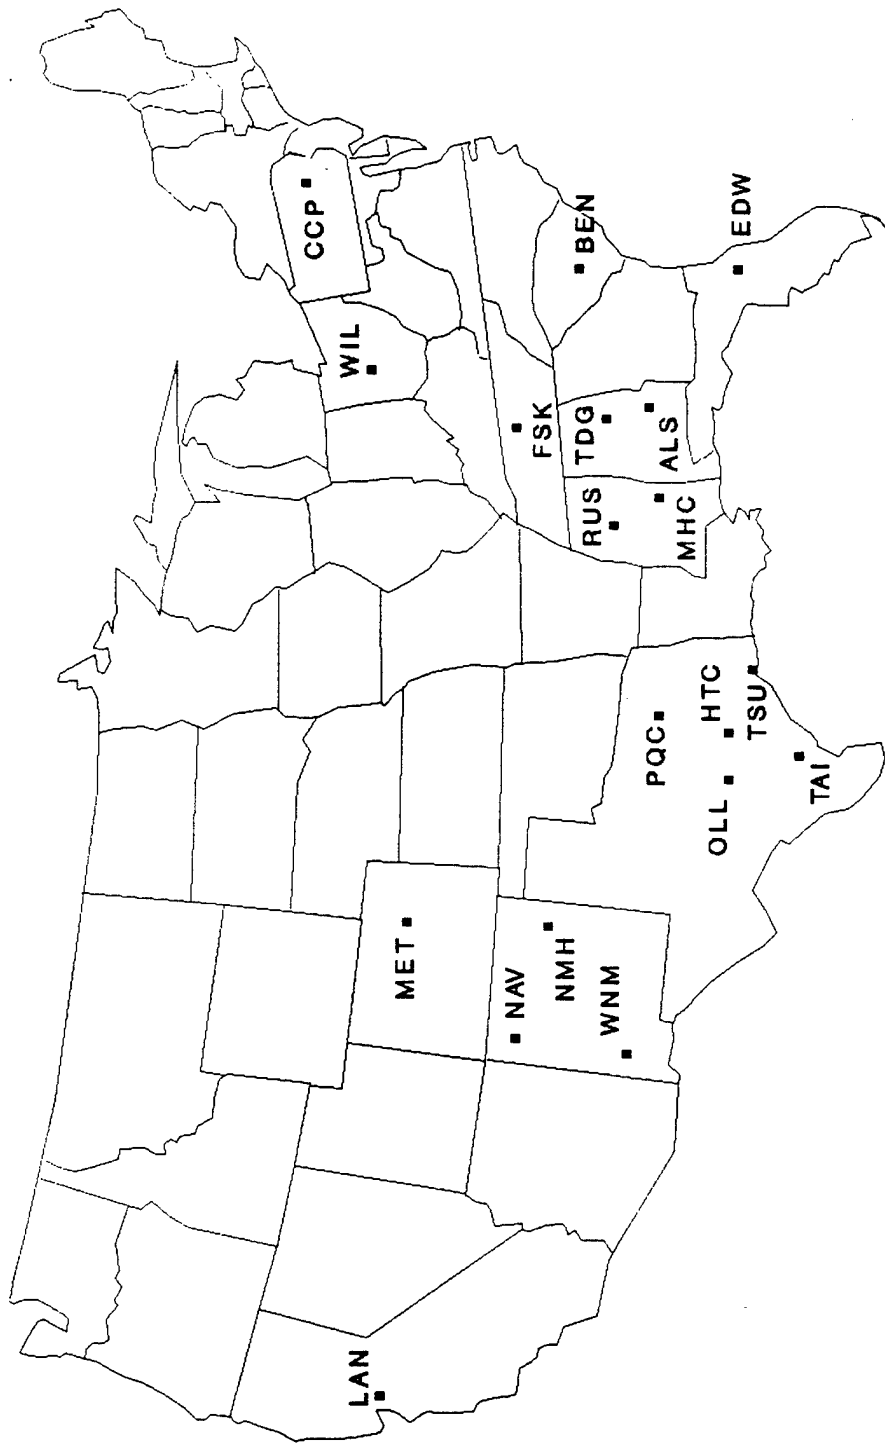 CCP
WIL
BEN
EDW
FSK
TDG
ALS
RUS
MHC
PQC
HTC
TSU
OLL
TAI
MET
NAV
NMH
WNM
LAN